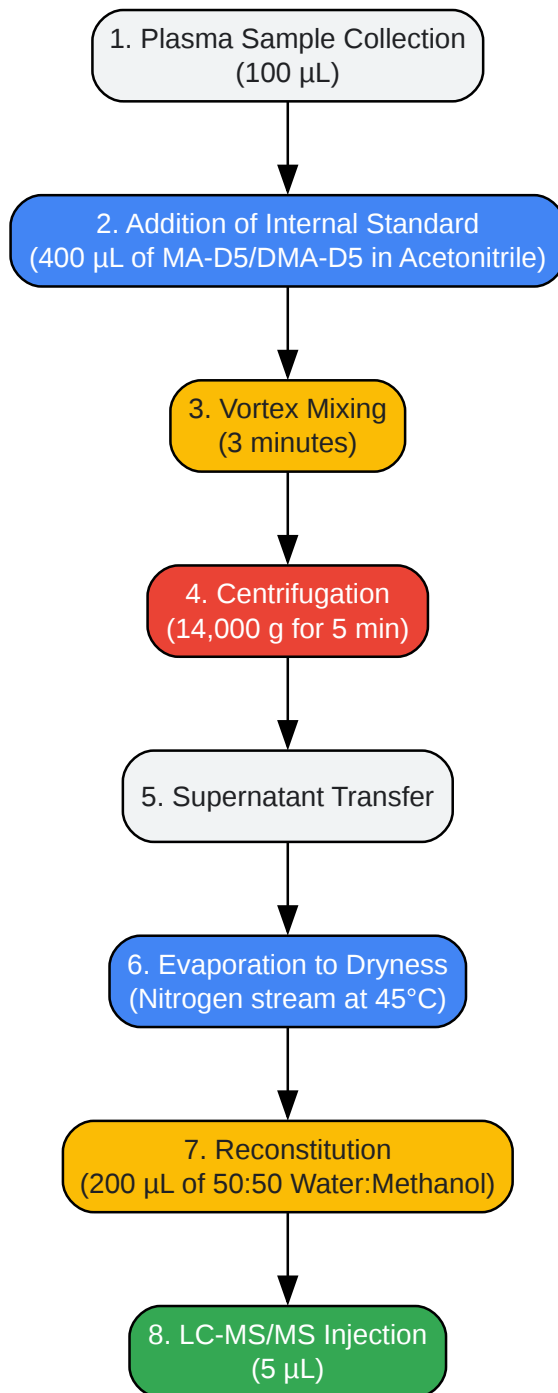 1. Plasma Sample Collection
(100 µL)
2. Addition of Internal Standard
(400 µL of MA-D5/DMA-D5 in Acetonitrile)
3. Vortex Mixing
(3 minutes)
4. Centrifugation
(14,000 g for 5 min)
5. Supernatant Transfer
6. Evaporation to Dryness
(Nitrogen stream at 45°C)
7. Reconstitution
(200 µL of 50:50 Water:Methanol)
8. LC-MS/MS Injection
(5 µL)